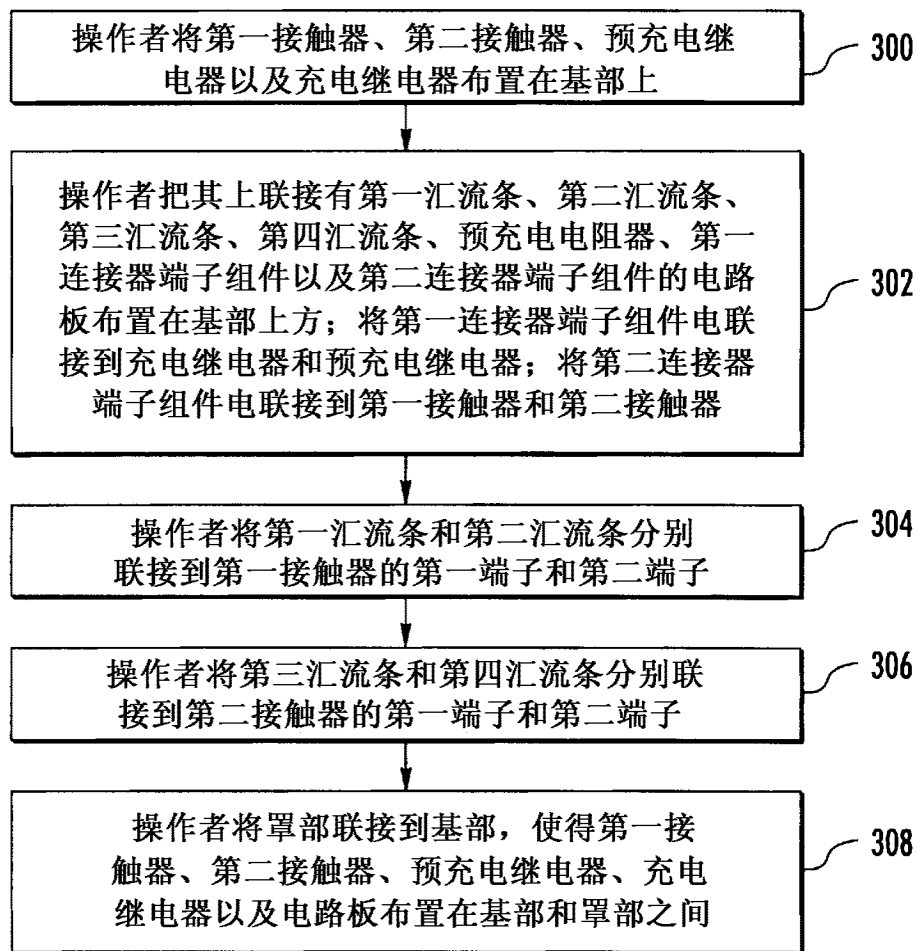 操作者将第一接触器、第二接触器、预充电继
电器以及充电继电器布置在基部上
300
操作者把其上联接有第一汇流条、第二汇流条、
第三汇流条、第四汇流条、预充电电阻器、第一
连接器端子组件以及第二连接器端子组件的电路
板布置在基部上方；将第一连接器端子组件电联
接到充电继电器和预充电继电器；将第二连接器
端子组件电联接到第一接触器和第二接触器
302
操作者将第一汇流条和第二汇流条分别
联接到第一接触器的第一端子和第二端子
304
操作者将第三汇流条和第四汇流条分别联
接到第二接触器的第一端子和第二端子
306
操作者将罩部联接到基部，使得第一接
触器、第二接触器、预充电继电器、充电
继电器以及电路板布置在基部和罩部之间
308